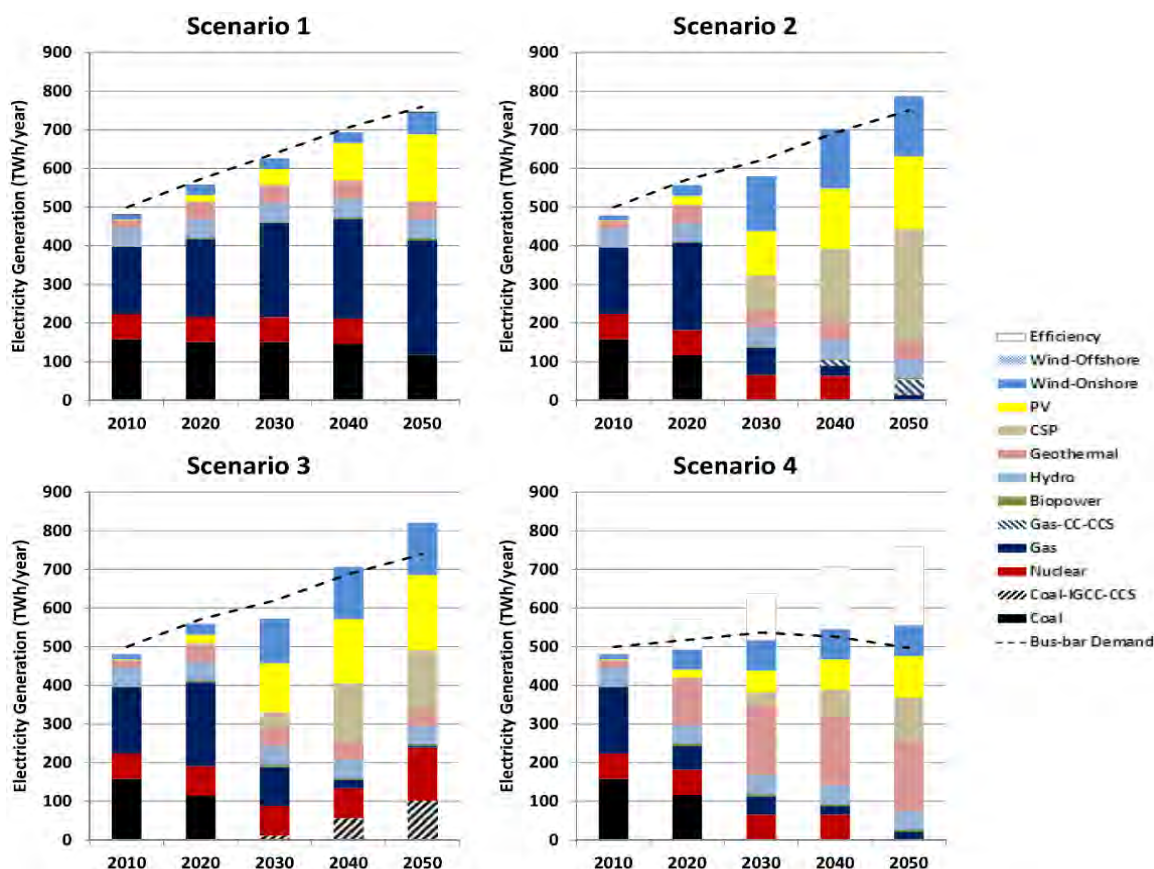 Scenario 1
Electricity Generation (TWh/year)
900
800
700
600
500
400
300
200
100
0
2010 2020 2030 2040 2050
Scenario 2
Electricity Generation (TWh/year)
900
800
700
600
500
400
300
200
100
0
2010 2020 2030 2040 2050
Scenario 3
Electricity Generation (TWh/year)
900
800
700
600
500
400
300
200
100
0
2010 2020 2030 2040 2050
Scenario 4
Electricity Generation (TWh/year)
900
800
700
600
500
400
300
200
100
0
2010 2020 2030 2040 2050
Efficiency
Wind-Offshore
Wind-Onshore
PV
CSP
Geothermal
Hydro
Biopower
Gas-CC-CCS
Gas
Nuclear
Coal-IGCC-CCS
Coal
Bus-bar Demand